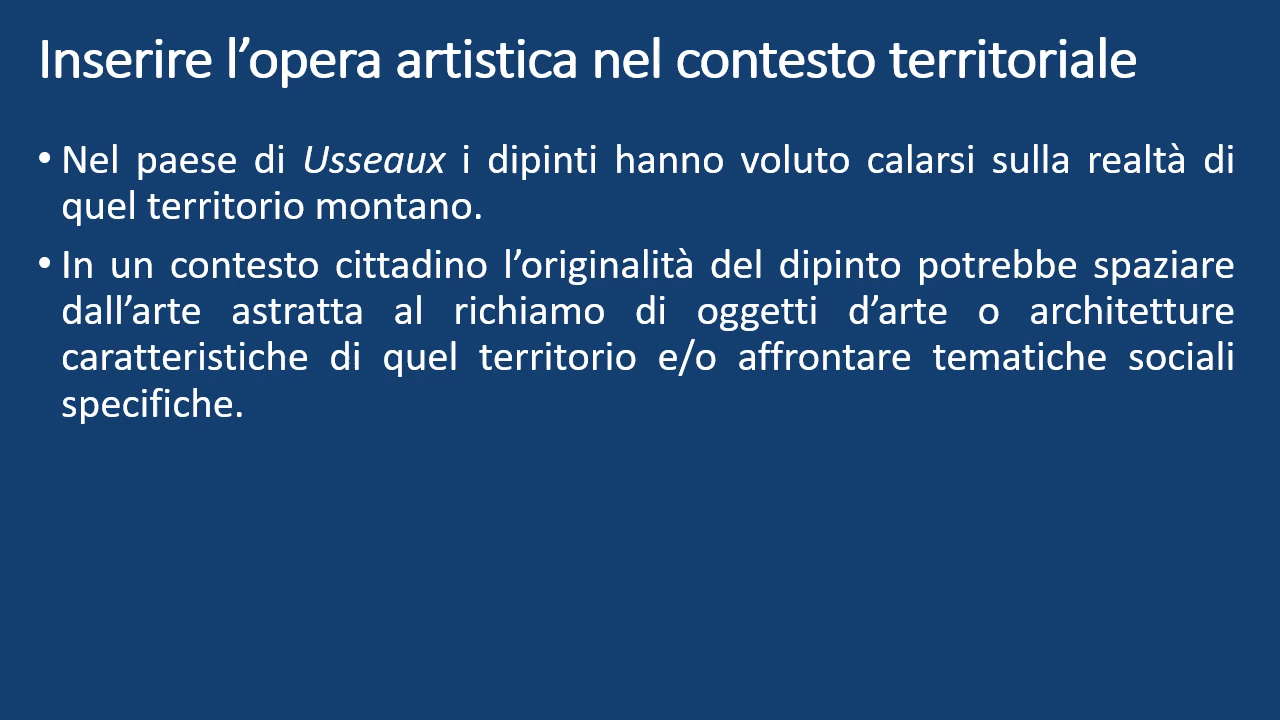 Inserire l’opera artistica nel contesto territoriale
• Nel paese di Usseaux i dipinti hanno voluto calarsi sulla realtà di
quel territorio montano.
• In un contesto cittadino l’originalità del dipinto potrebbe spaziare
dall’arte astratta al richiamo di oggetti d’arte o architetture
caratteristiche di quel territorio e/o affrontare tematiche sociali
specifiche.